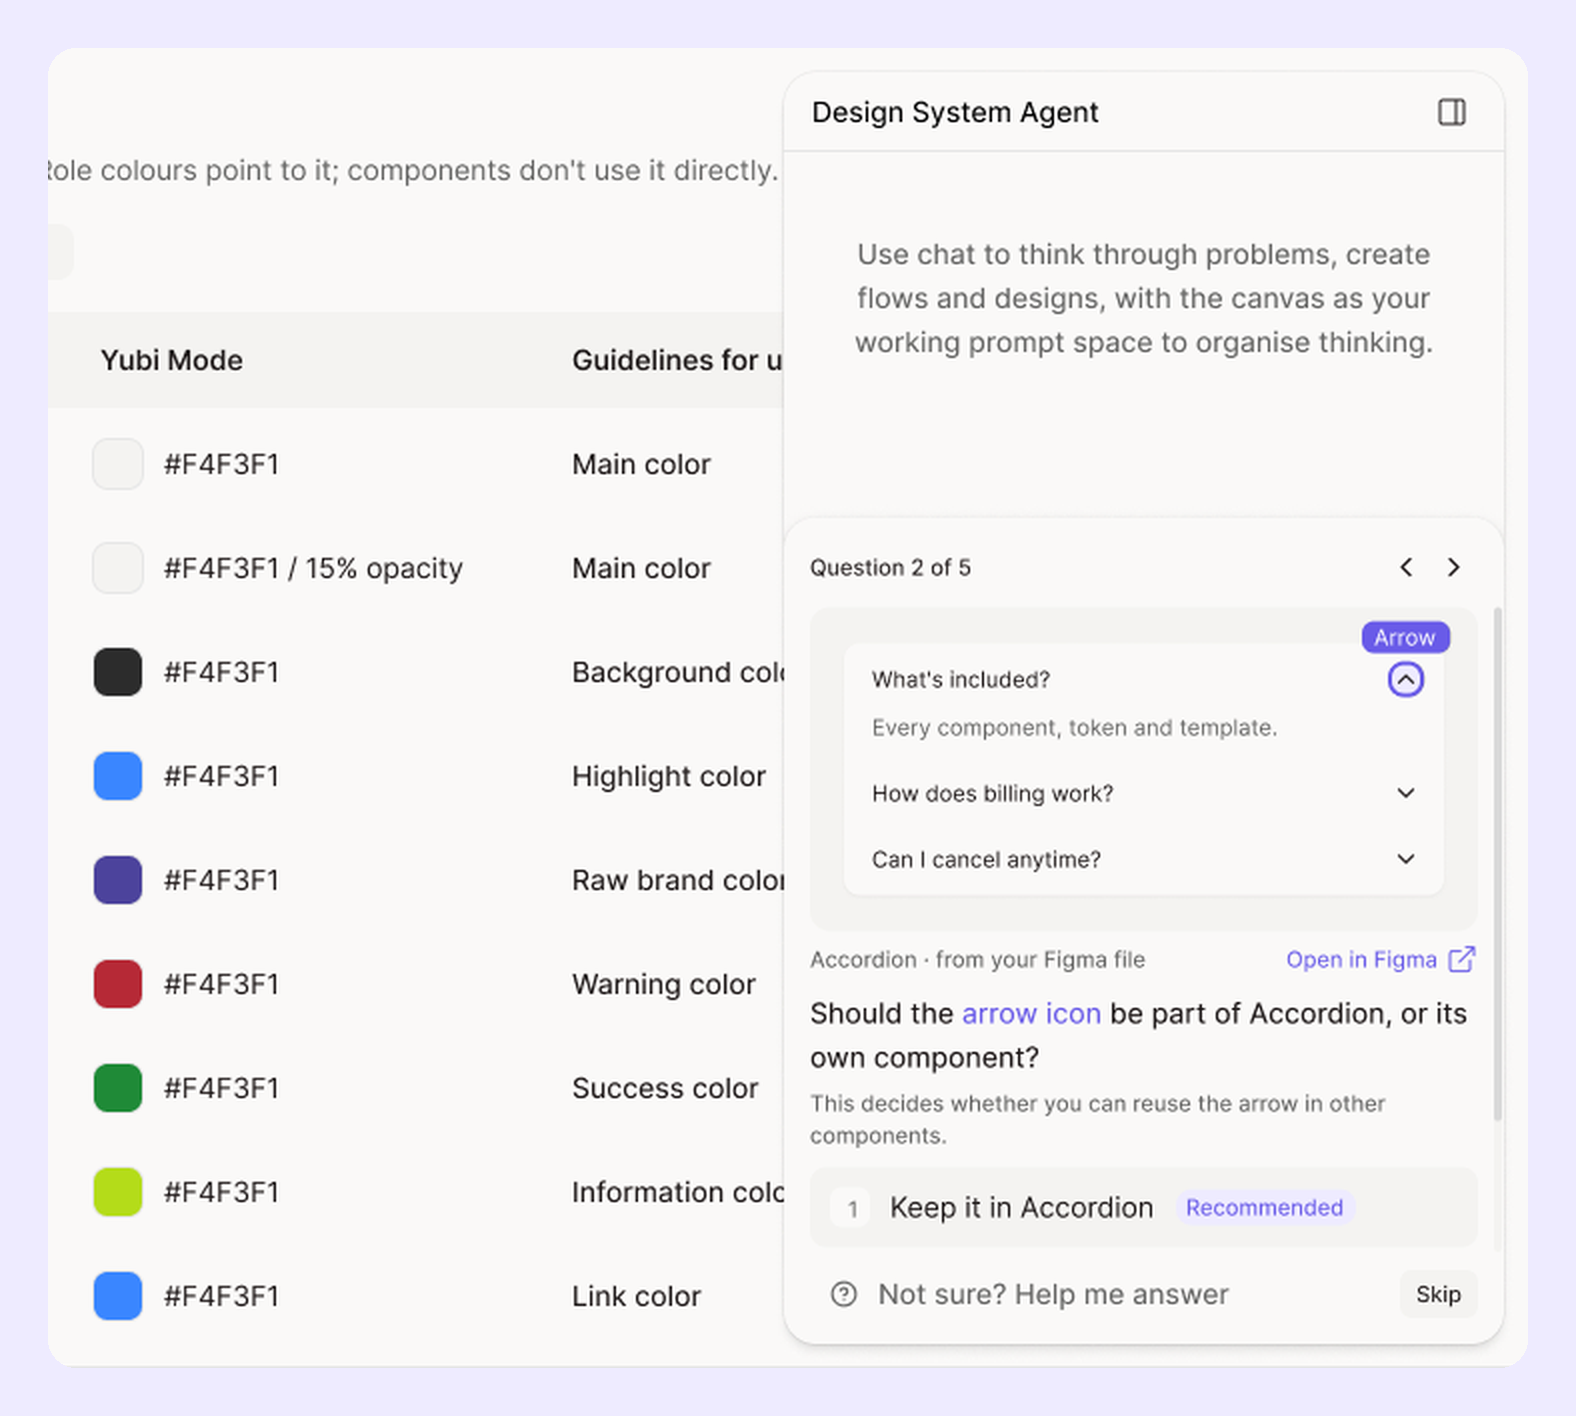 Design System Agent
ole colours point to it; components don't use it directly.
Use chat to think through problems, create
flows and designs, with the canvas as your
working prompt space to organise thinking.
Yubi Mode
Guidelines for u
#F4F3F1
Main color
#F4F3F1 / 15% opacity
Main color
#F4F3F1
Background colo
#F4F3F1
Highlight color
#F4F3F1
Raw brand color
#F4F3F1
Warning color
#F4F3F1
Success color
#F4F3F1
Information colo
#F4F3F1
Link color
Question 2 of 5
Arrow
What's included?
Every component, token and template.
How does billing work?
Can I cancel anytime?
Accordion · from your Figma file
Open in Figma
Should the arrow icon be part of Accordion, or its
own component?
This decides whether you can reuse the arrow in other
components.
1 Keep it in Accordion Recommended
Not sure? Help me answer
Skip